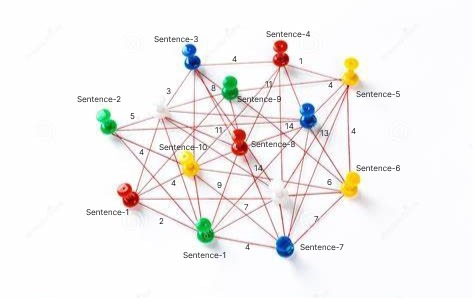 Sentence-3
Sentence-4
4
1
Sentence-5
3
8
11
4
Sentence-9
Sentence-2
5
11
14
13
4
4
Sentence-10
Sentence-8
4
9
14
6
Sentence-6
Sentence-1
2
7
7
Sentence-1
4
Sentence-7